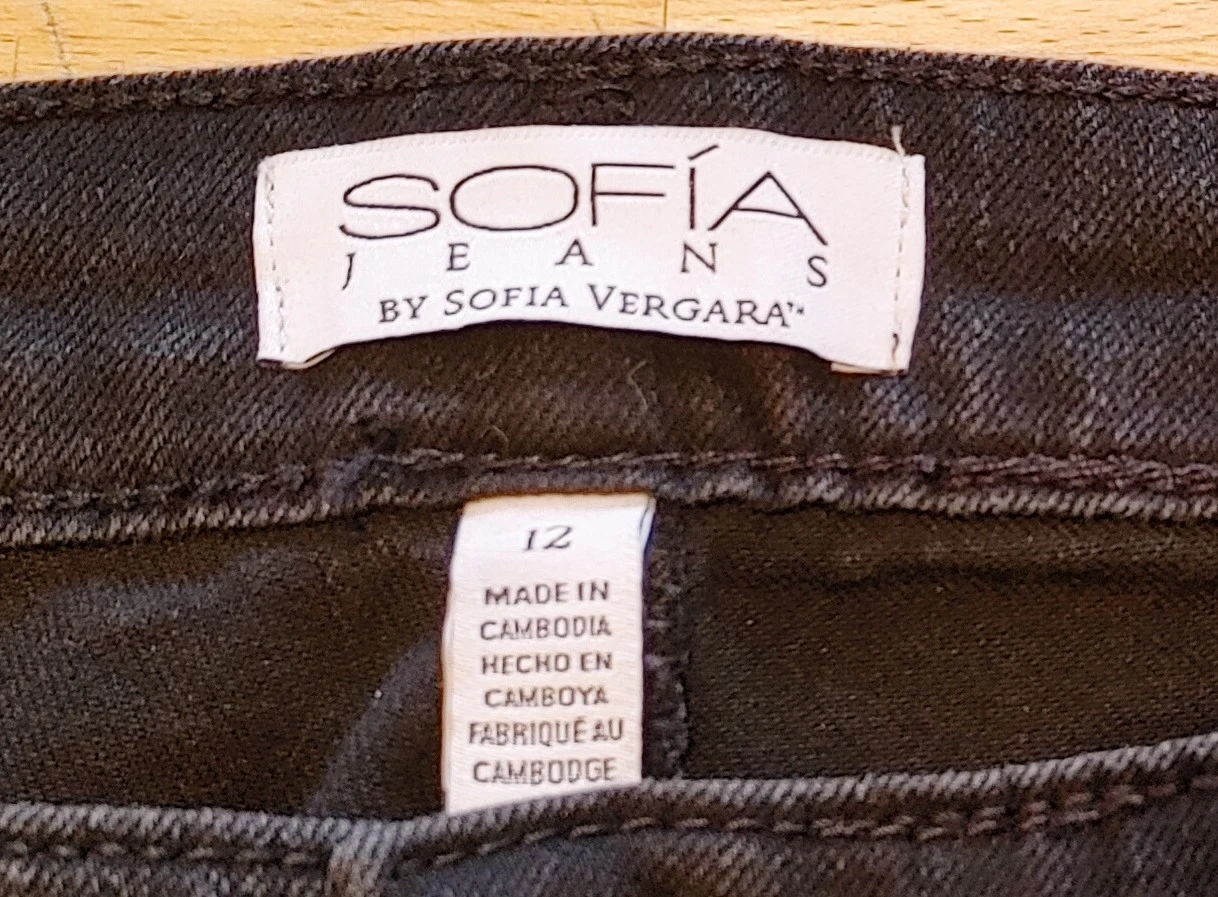 SOFÍA
JEANS
BY SOFIA VERGARA™
12
MADE IN
CAMBODIA
HECHO EN
CAMBOYA
FABRIQUÉ AU
CAMBODGE